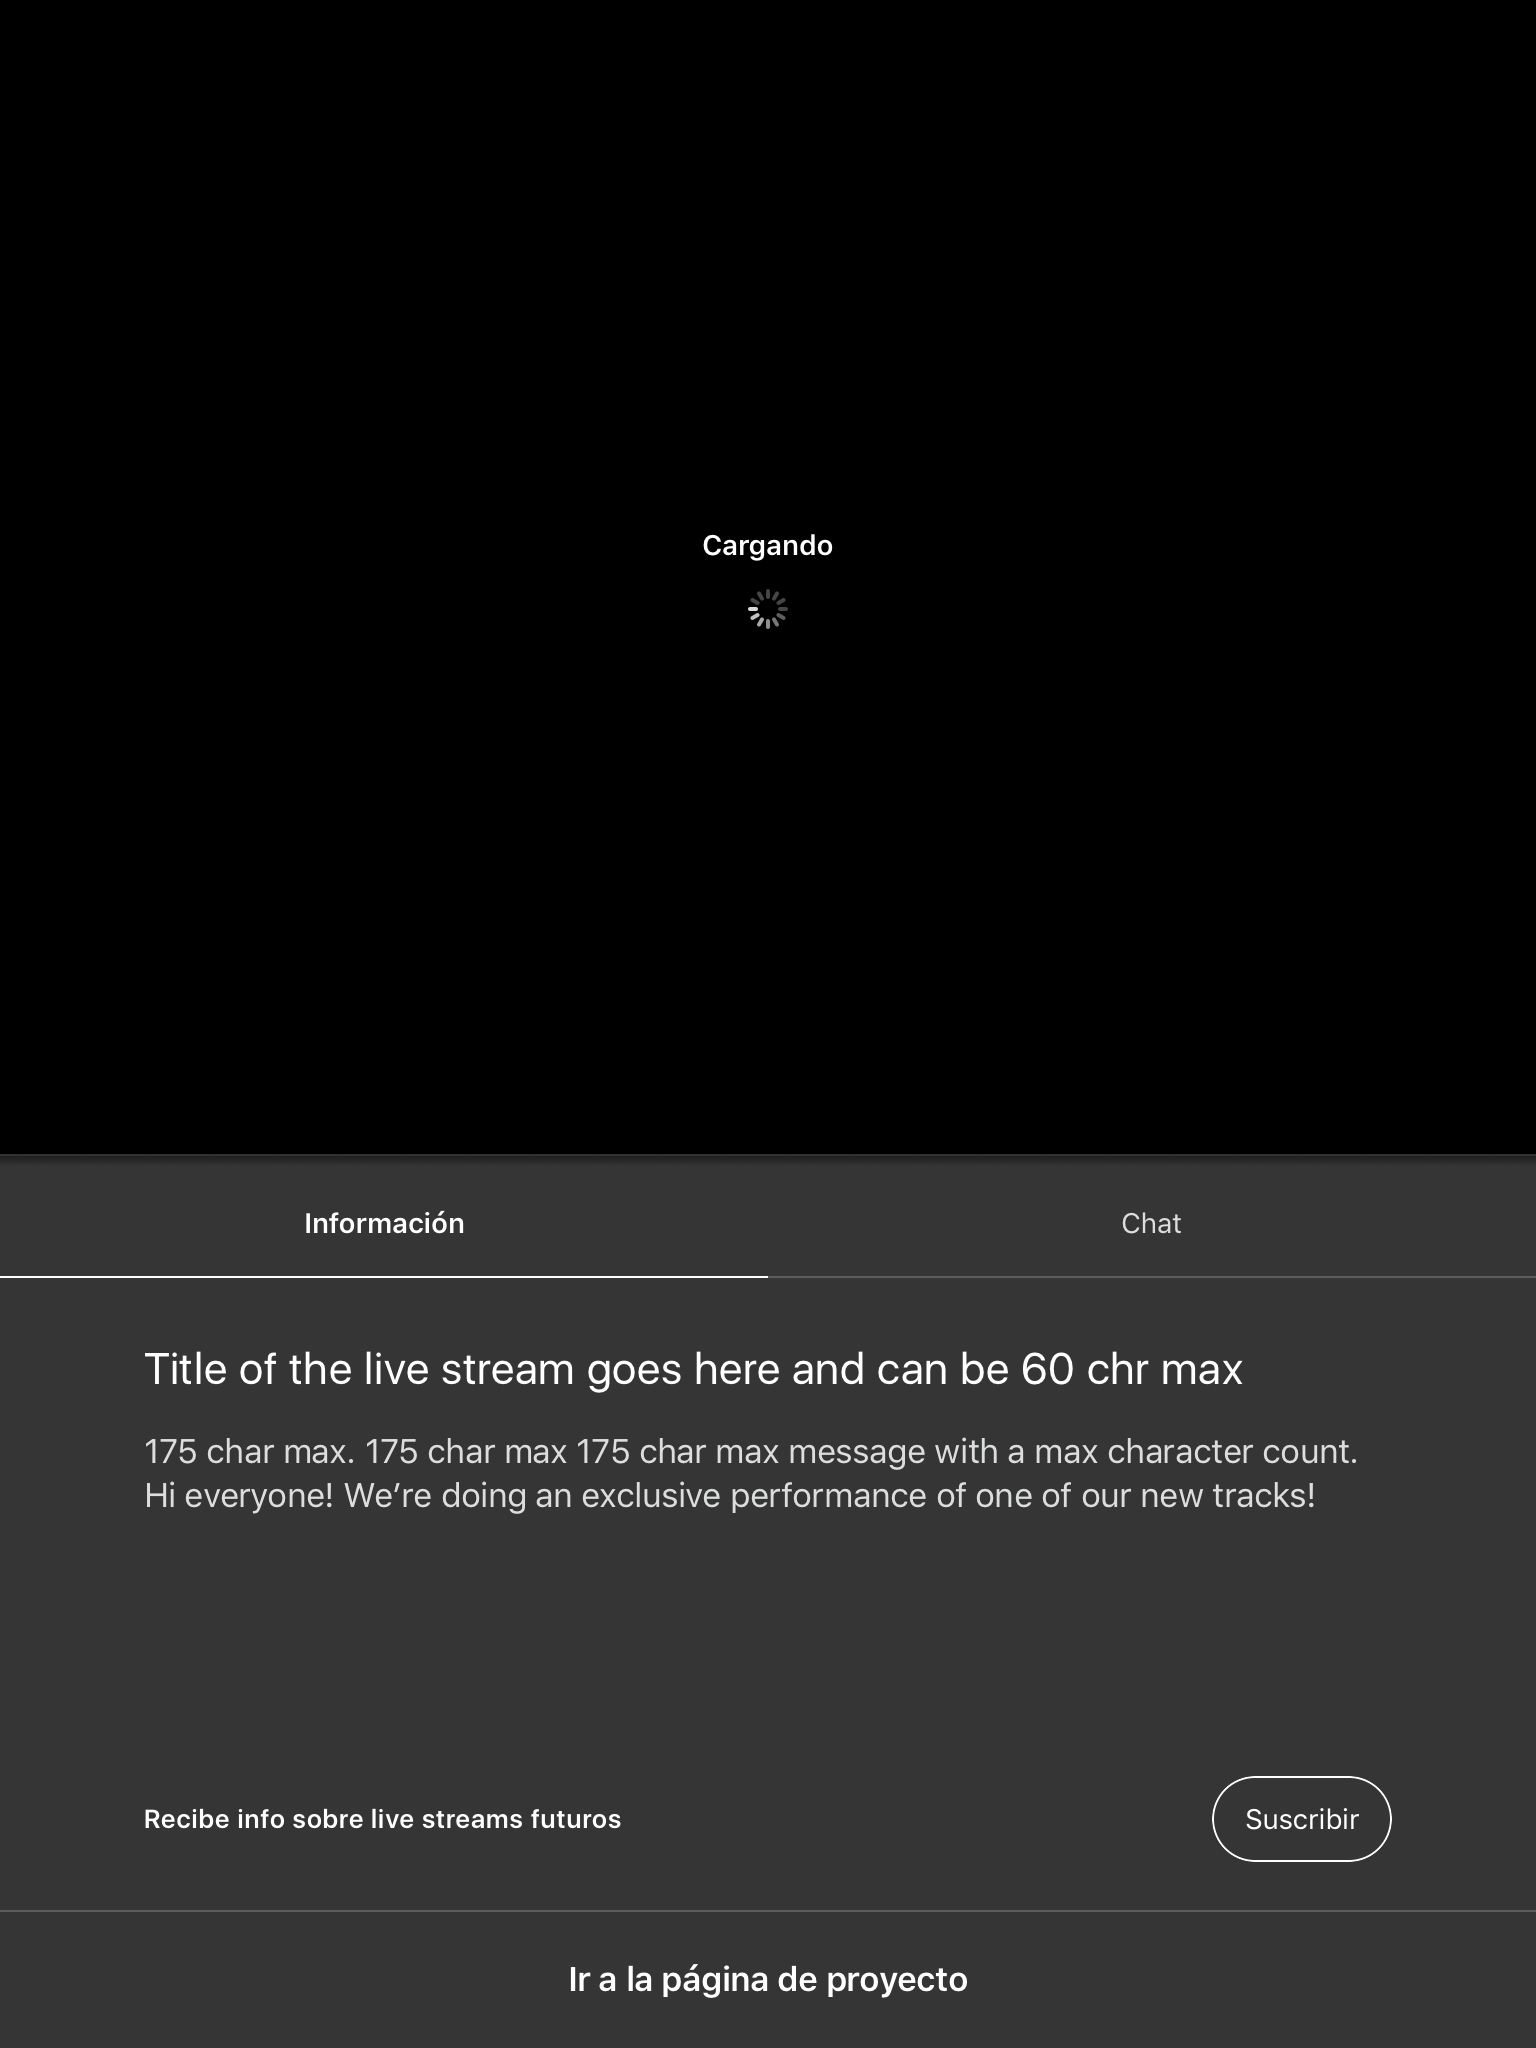 Cargando
Información
Chat
Title of the live stream goes here and can be 60 chr max
175 char max. 175 char max 175 char max message with a max character count.
Hi everyone! We’re doing an exclusive performance of one of our new tracks!
Recibe info sobre live streams futuros
Suscribir
Ir a la página de proyecto